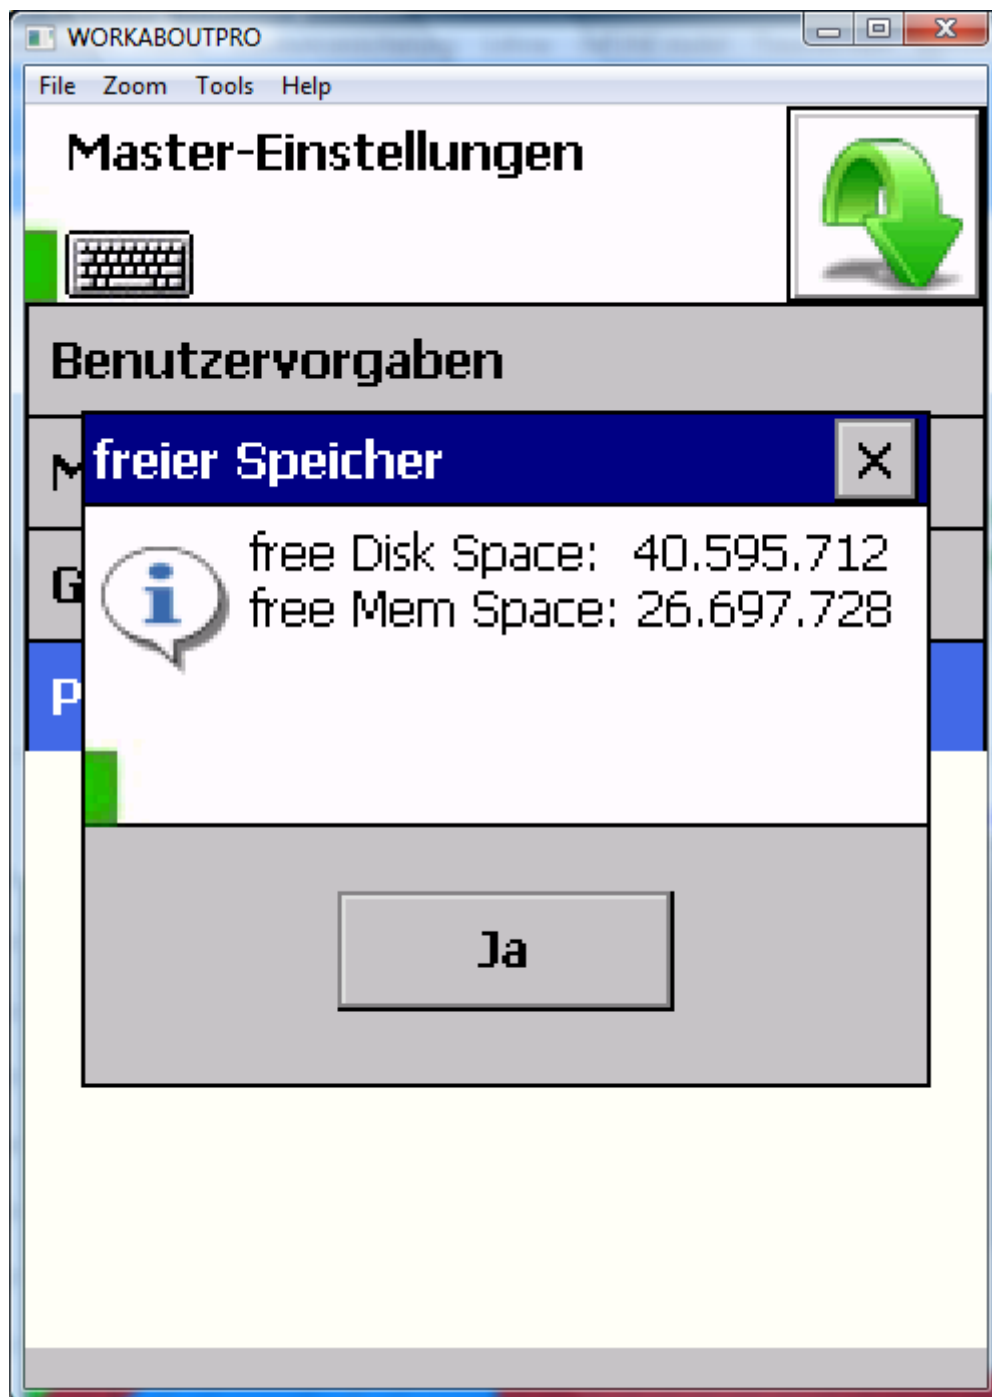 WORKABOUTPRO
File Zoom Tools Help
Master-Einstellungen
Benutzervorgaben
freier Speicher
free Disk Space: 40.595.712
free Mem Space: 26.697.728
Ja